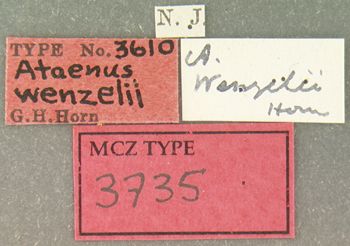 N. J.
TYPE No. 3610
Ataenus
wenzelii
G.H.Horn
A.
Wenzelii
Horn
MCZ TYPE
3735